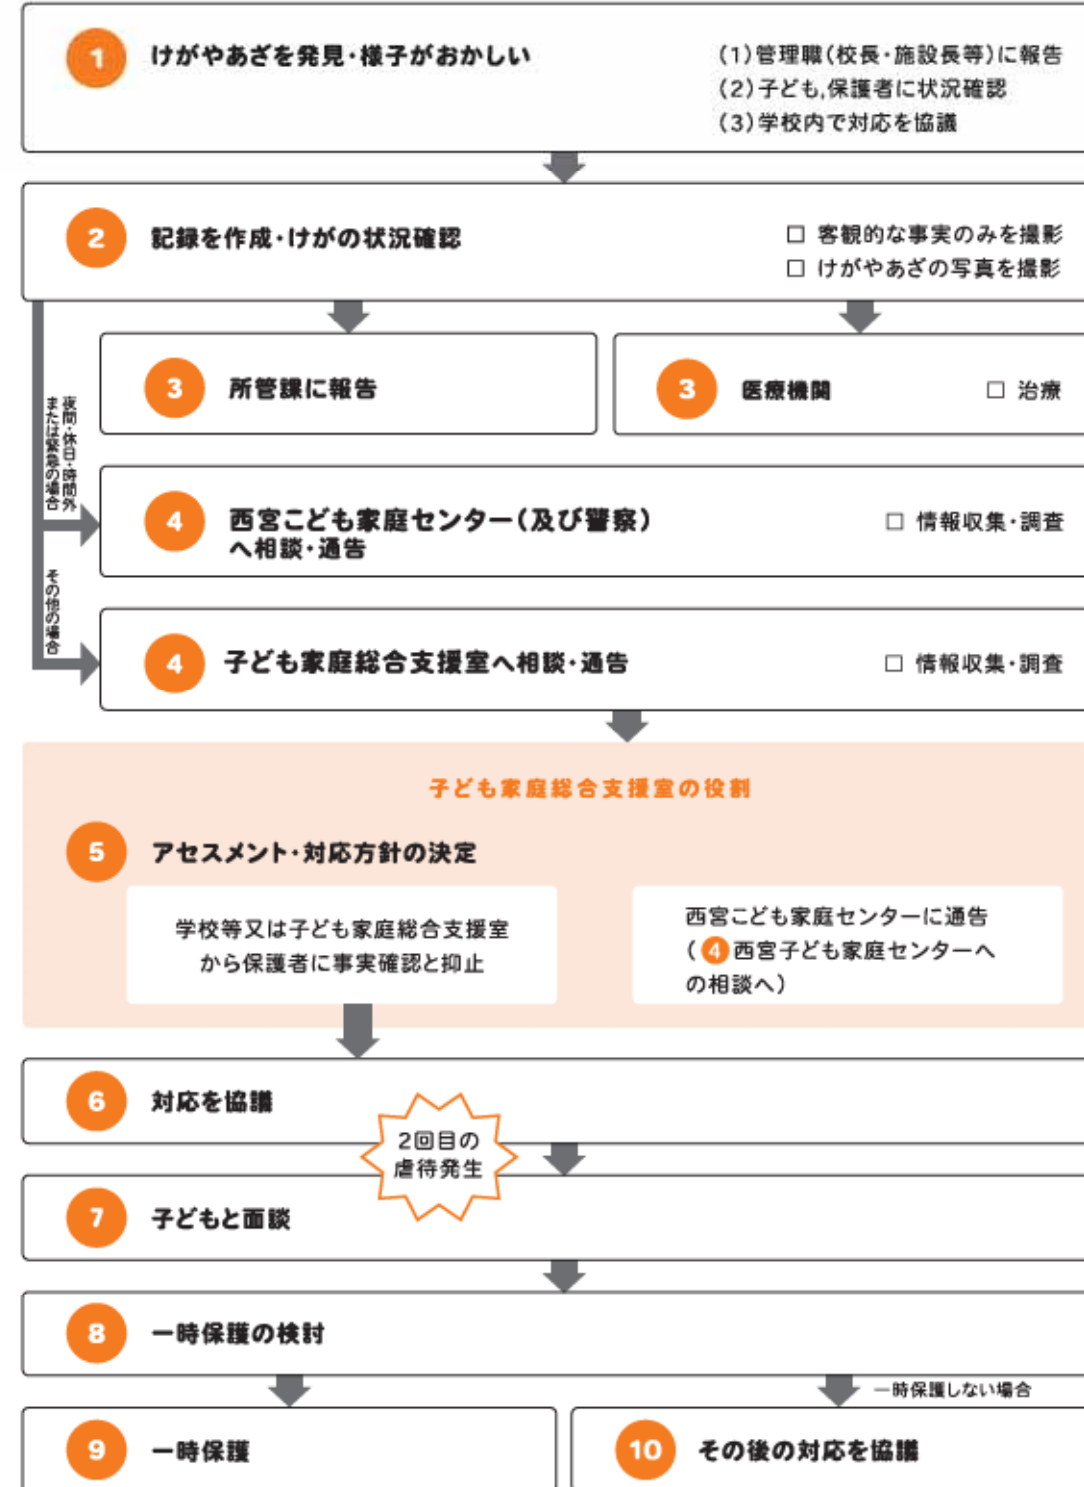 1 けがやあざを発見・様子がおかしい
(1)管理職(校長・施設長等)に報告
(2)子ども,保護者に状況確認
(3)学校内で対応を協議
2 記録を作成・けがの状況確認
□ 客観的な事実のみを撮影
□ けがやあざの写真を撮影
3 所管課に報告
3 医療機関 □ 治療
夜間・休日・時間外
または緊急の場合
4 西宮こども家庭センター(及び警察)
へ相談・通告
□ 情報収集・調査
その他の場合
4 子ども家庭総合支援室へ相談・通告 □ 情報収集・調査
子ども家庭総合支援室の役割
5 アセスメント・対応方針の決定
学校等又は子ども家庭総合支援室
から保護者に事実確認と抑止
西宮こども家庭センターに通告
(4西宮子ども家庭センターへ
の相談へ)
6 対応を協議
2回目の
虐待発生
7 子どもと面談
8 一時保護の検討
一時保護しない場合
9 一時保護
10 その後の対応を協議